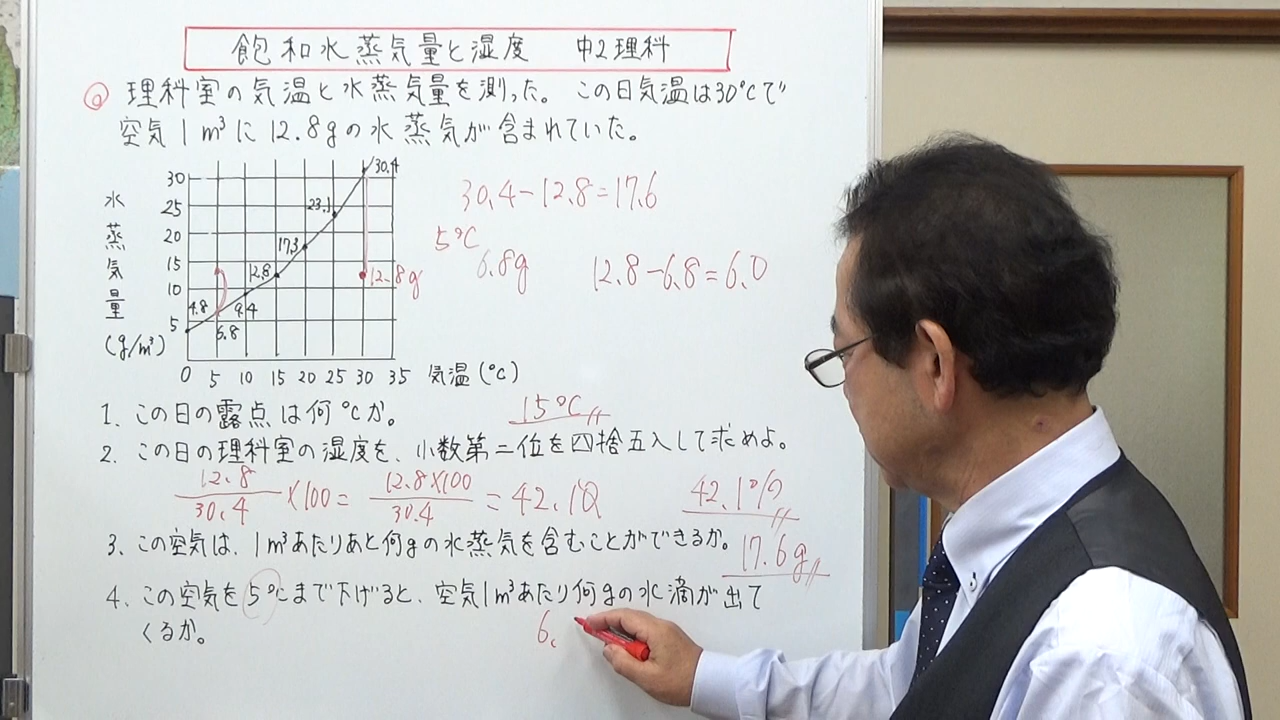 飽和水蒸気量と湿度 中2理科
◎ 理科室の気温と水蒸気量を測った。この日気温は30℃で
空気1m³に12.8gの水蒸気が含まれていた。
水蒸気量(g/m³)
30
25
20
15
10
5
30.4
23.1
17.3
12.8
12.8g
9.4
4.8
6.8
0 5 10 15 20 25 30 35 気温(℃)
30.4-12.8=17.6
5℃
6.8g
12.8-6.8=6.0
1. この日の露点は何℃か。 15℃
2. この日の理科室の湿度を、小数第二位を四捨五入して求めよ。
12.8/30.4 ×100= 12.8×100/30.4 =42.10 42.1%
3. この空気は、1m³あたりあと何gの水蒸気を含むことができるか。 17.6g
4. この空気を5℃まで下げると、空気1m³あたり何gの水滴が出て
くるか。 6.